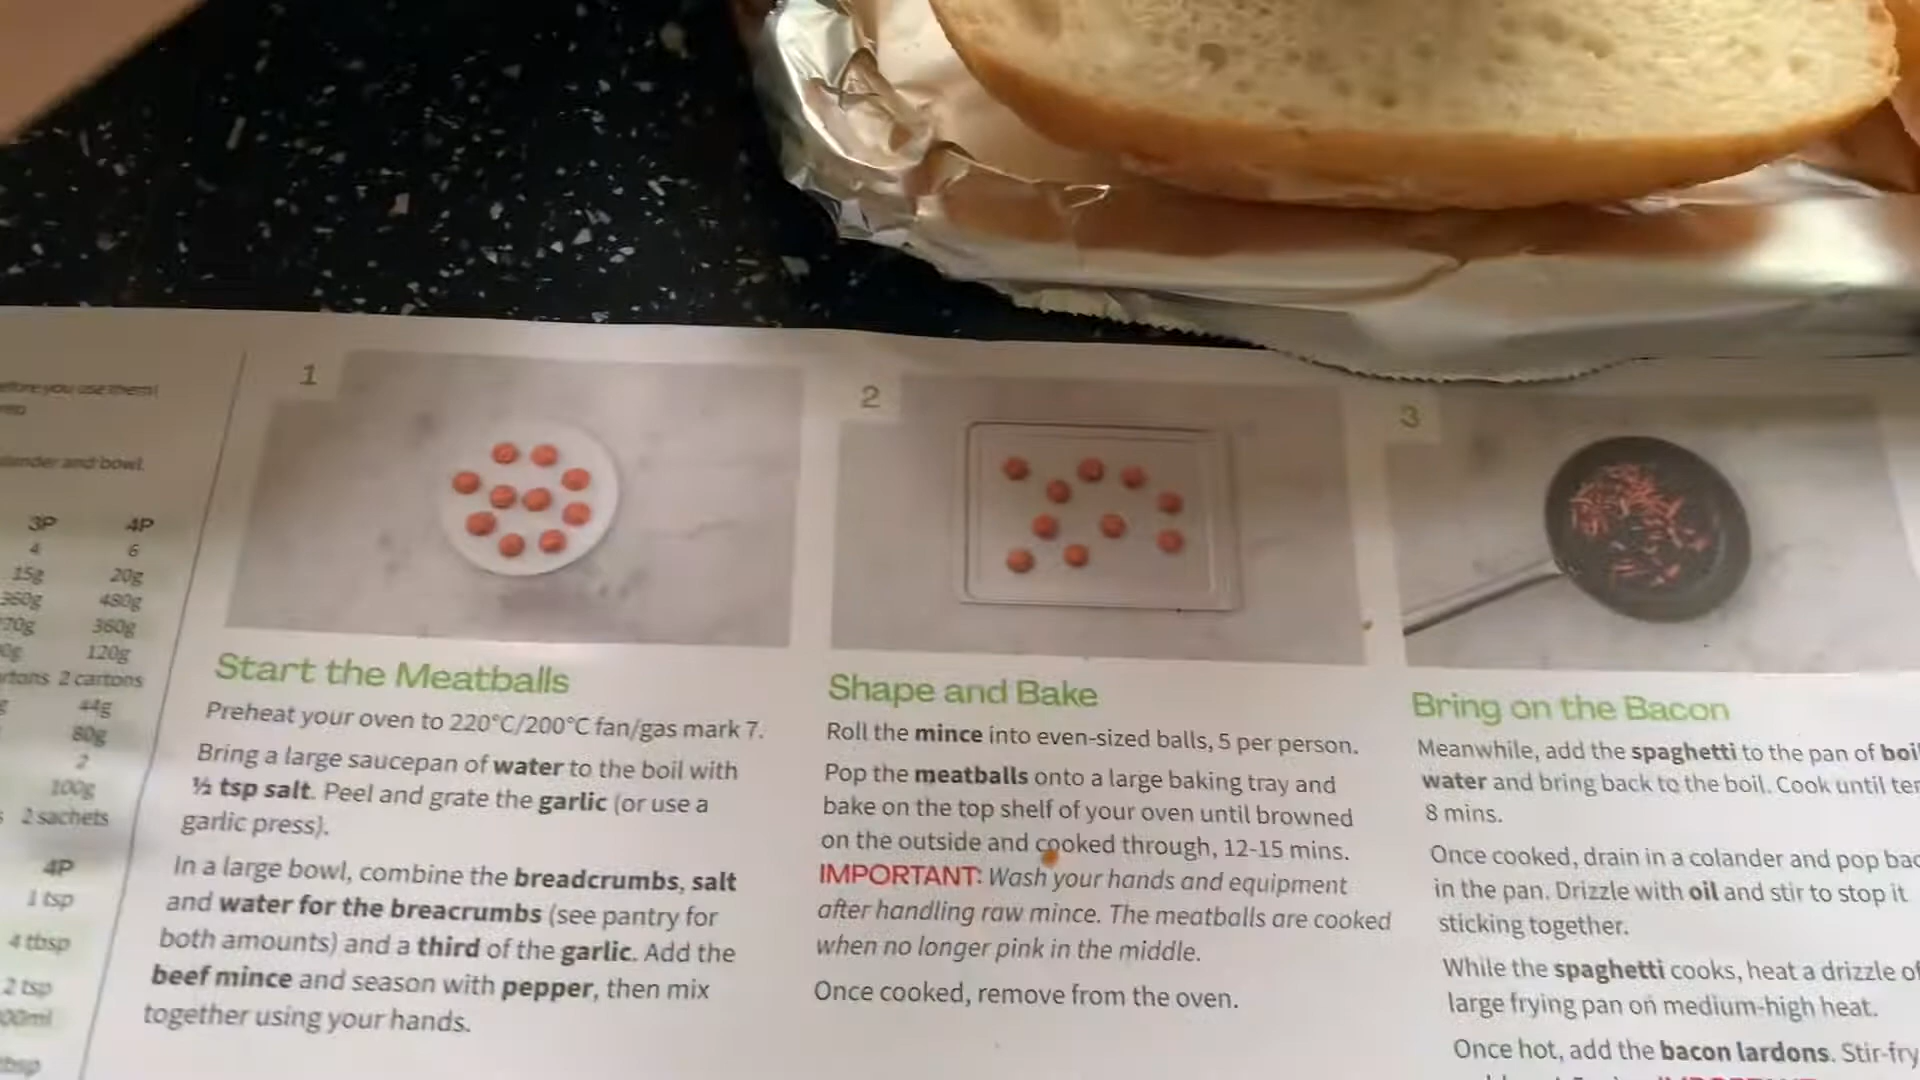 before you use them!
colander and bowl.
3P 4P
4 6
15g 20g
360g 480g
360g
120g
2 cartons
44g
80g
2
100g
2 sachets
4P
1 tsp
4 tbsp
2 tsp
1
Start the Meatballs
Preheat your oven to 220°C/200°C fan/gas mark 7.
Bring a large saucepan of water to the boil with
½ tsp salt. Peel and grate the garlic (or use a
garlic press).
In a large bowl, combine the breadcrumbs, salt
and water for the breacrumbs (see pantry for
both amounts) and a third of the garlic. Add the
beef mince and season with pepper, then mix
together using your hands.
2
Shape and Bake
Roll the mince into even-sized balls, 5 per person.
Pop the meatballs onto a large baking tray and
bake on the top shelf of your oven until browned
on the outside and cooked through, 12-15 mins.
IMPORTANT: Wash your hands and equipment
after handling raw mince. The meatballs are cooked
when no longer pink in the middle.
Once cooked, remove from the oven.
3
Bring on the Bacon
Meanwhile, add the spaghetti to the pan of
water and bring back to the boil. Cook until
8 mins.
Once cooked, drain in a colander and pop
in the pan. Drizzle with oil and stir to stop it
sticking together.
While the spaghetti cooks, heat a drizzle of
large frying pan on medium-high heat.
Once hot, add the bacon lardons. Stir-fry